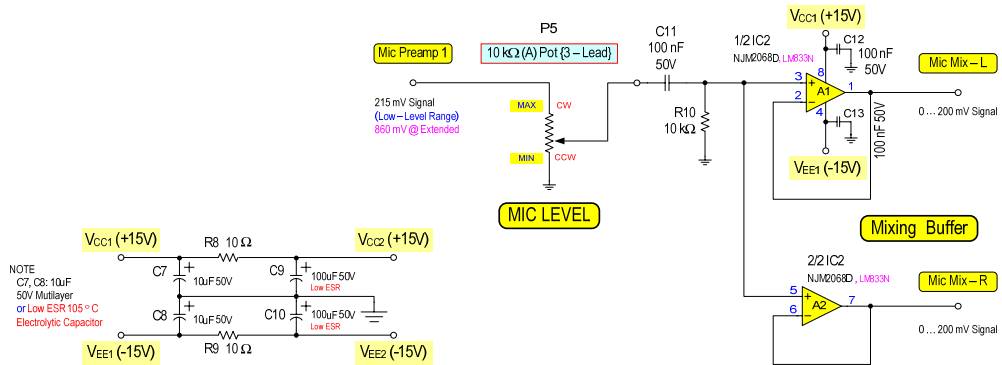 P5
Mic Preamp 1
10 kΩ (A) Pot {3 – Lead}
215 mV Signal
(Low – Level Range)
860 mV @ Extended
MAX
CW
MIN
CCW
MIC LEVEL
C11
100 nF
50V
R10
10 kΩ
1/2 IC2
NJM2068D, LM833N
VCC1 (+15V)
C12
100 nF
50V
3
+
8
A1
1
2
–
4
C13
100 nF 50V
VEE1 (-15V)
Mic Mix – L
0 ... 200 mV Signal
Mixing Buffer
2/2 IC2
NJM2068D, LM833N
5
+
A2
7
6
–
Mic Mix – R
0 ... 200 mV Signal
VCC1 (+15V)
R8 10 Ω
VCC2 (+15V)
C7
+
10uF 50V
C9
+
100uF 50V
Low ESR
C8
+
10uF 50V
C10
+
100uF 50V
Low ESR
VEE1 (-15V)
R9 10 Ω
VEE2 (-15V)
NOTE
C7, C8: 10uF
50V Mutilayer
or Low ESR 105 ° C
Electrolytic Capacitor